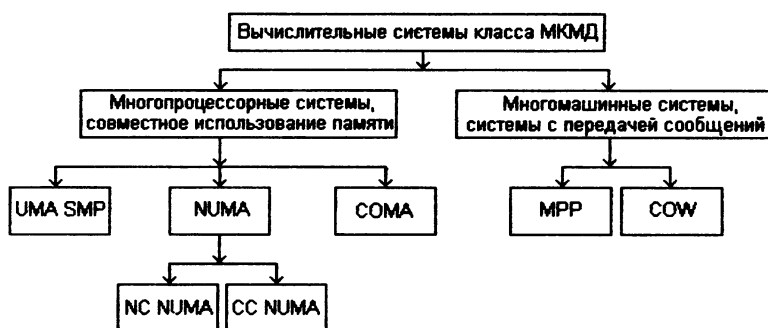 Вычислительные системы класса МКМД
Многопроцессорные системы,
совместное использование памяти
Многомашинные системы,
системы с передачей сообщений
UMA SMP
NUMA
COMA
MPP
COW
NC NUMA
CC NUMA